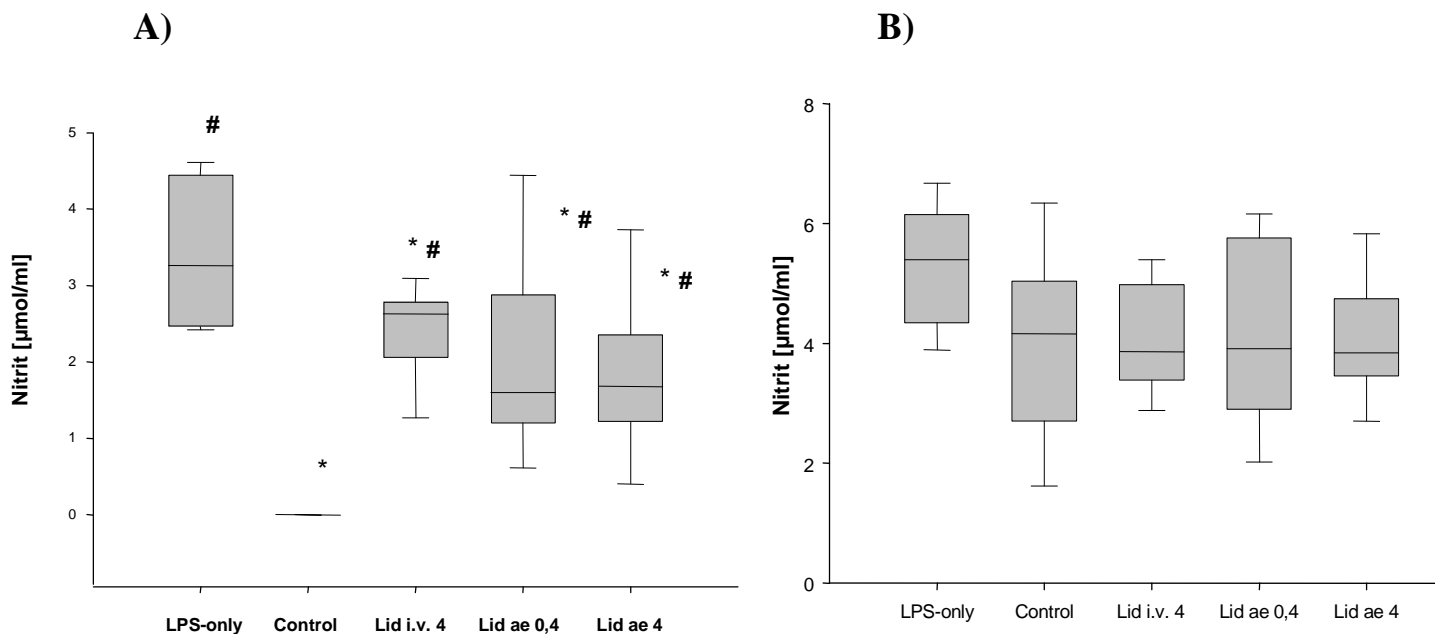 A)
Nitrit [µmol/ml]
5
4
3
2
1
0
#
*
* #
* #
* #
LPS-only Control Lid i.v. 4 Lid ae 0,4 Lid ae 4
B)
Nitrit [µmol/ml]
8
6
4
2
0
LPS-only Control Lid i.v. 4 Lid ae 0,4 Lid ae 4